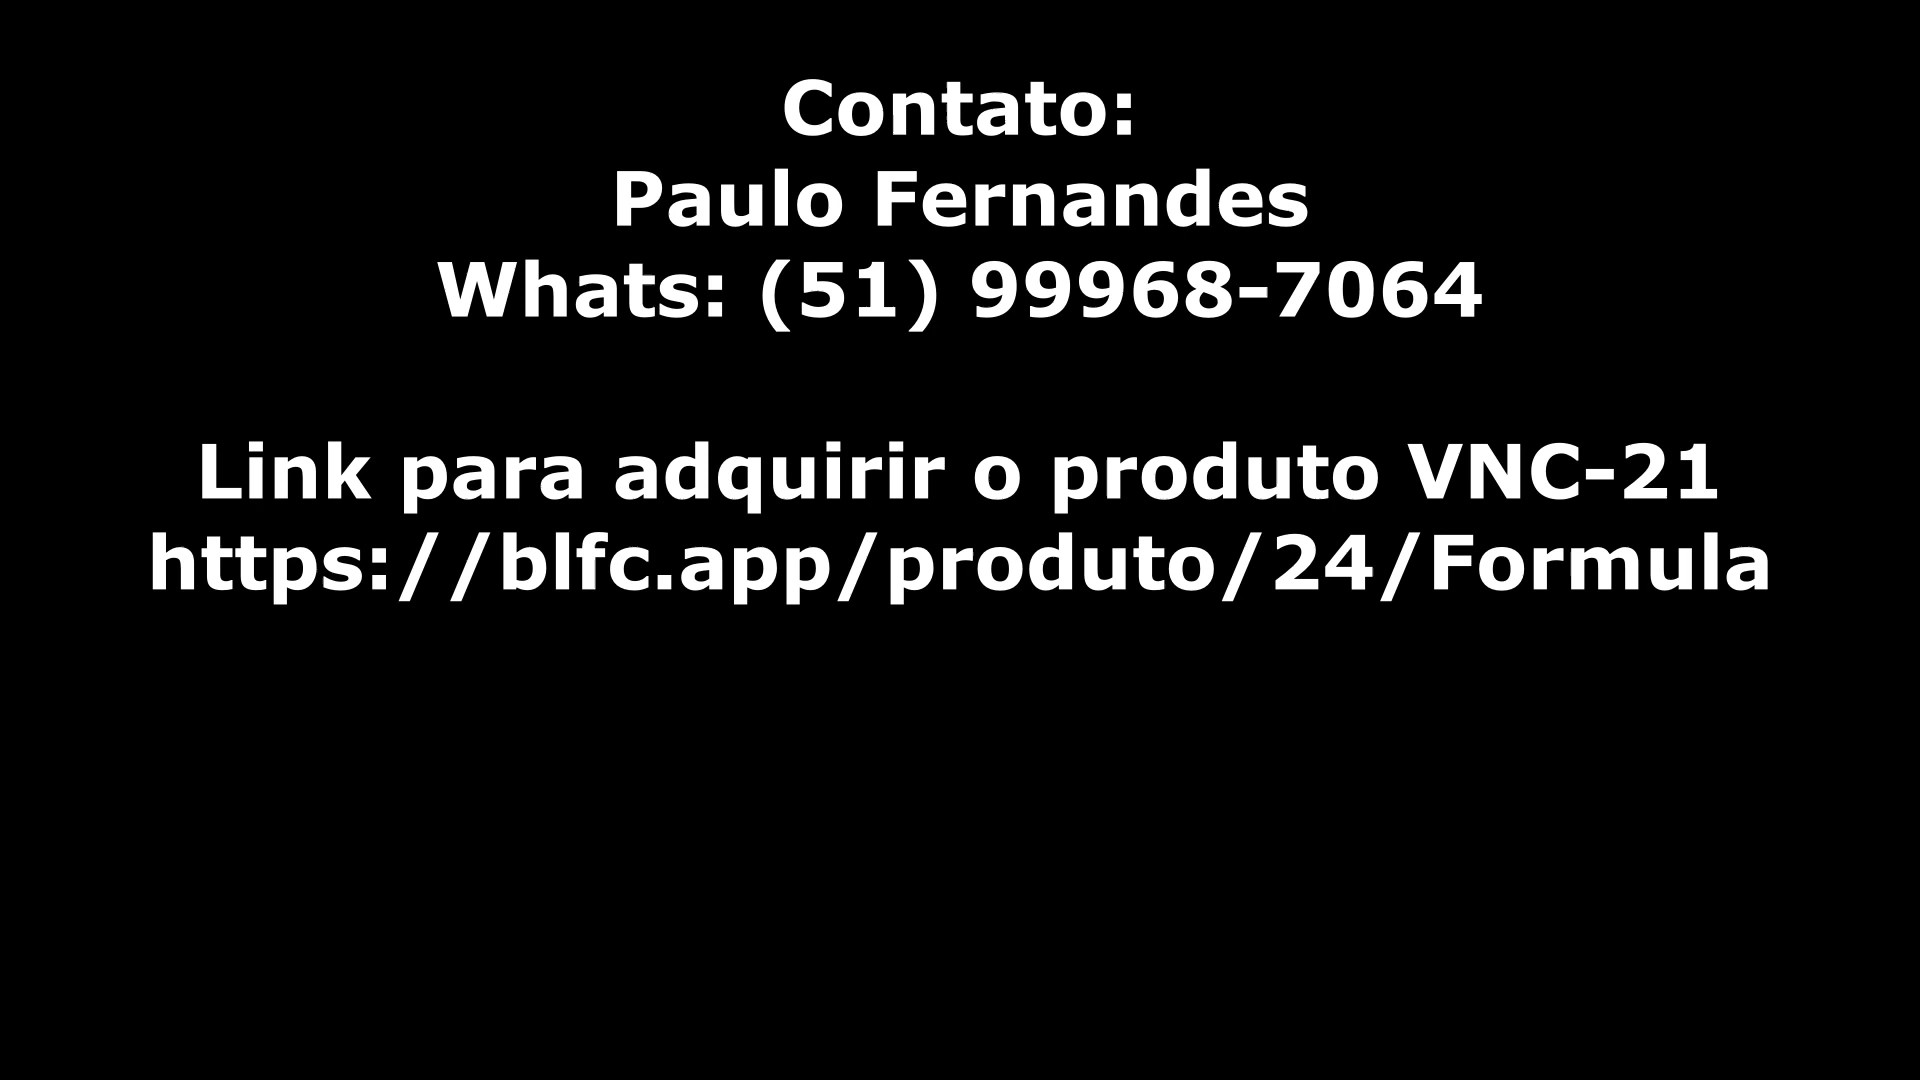 Contato:
Paulo Fernandes
Whats: (51) 99968-7064
Link para adquirir o produto VNC-21
https://blfc.app/produto/24/Formula